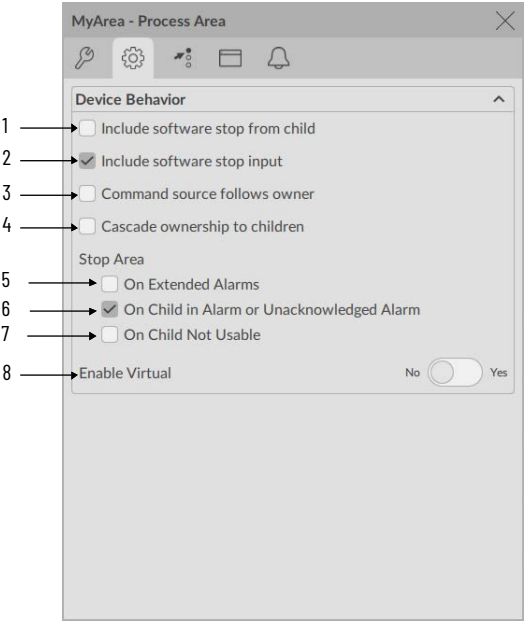 MyArea - Process Area
Device Behavior
1 Include software stop from child
2 Include software stop input
3 Command source follows owner
4 Cascade ownership to children
Stop Area
5 On Extended Alarms
6 On Child in Alarm or Unacknowledged Alarm
7 On Child Not Usable
8 Enable Virtual No Yes